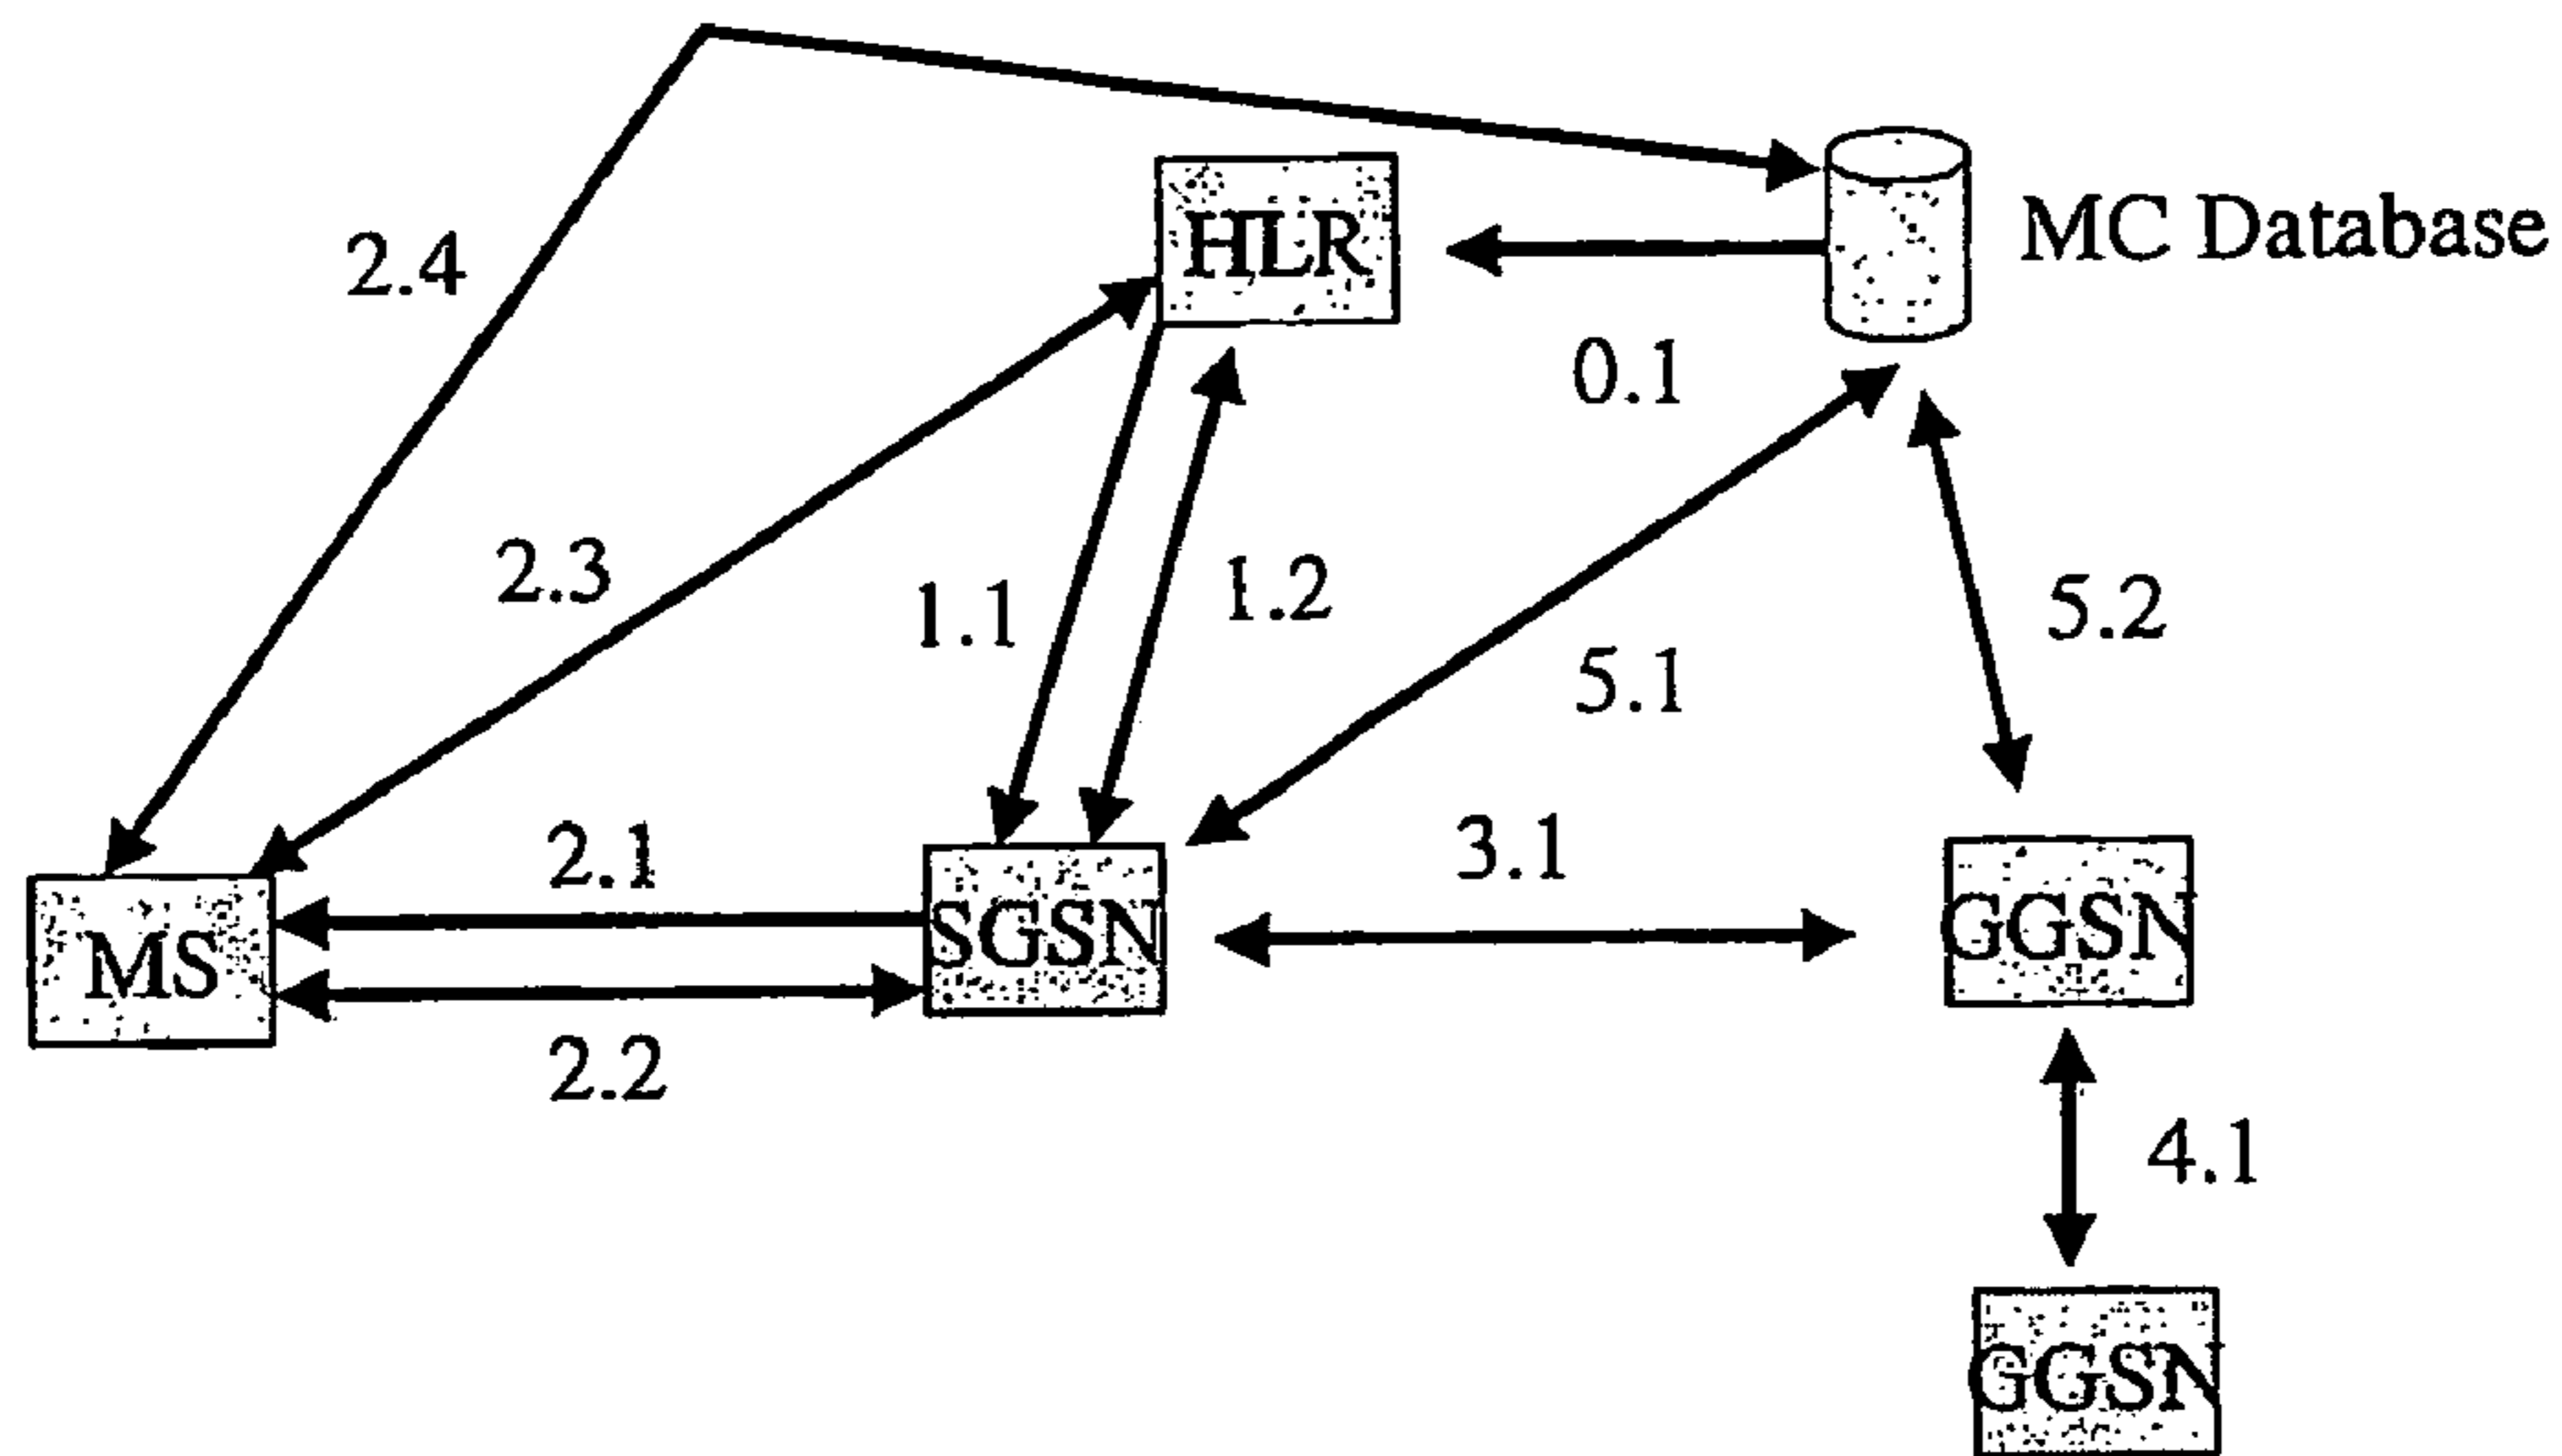 2.4
HLR
MC Database
0.1
2.3
1.1
1.2
5.1
5.2
2.1
3.1
MS
SGSN
GGSN
2.2
4.1
GGSN